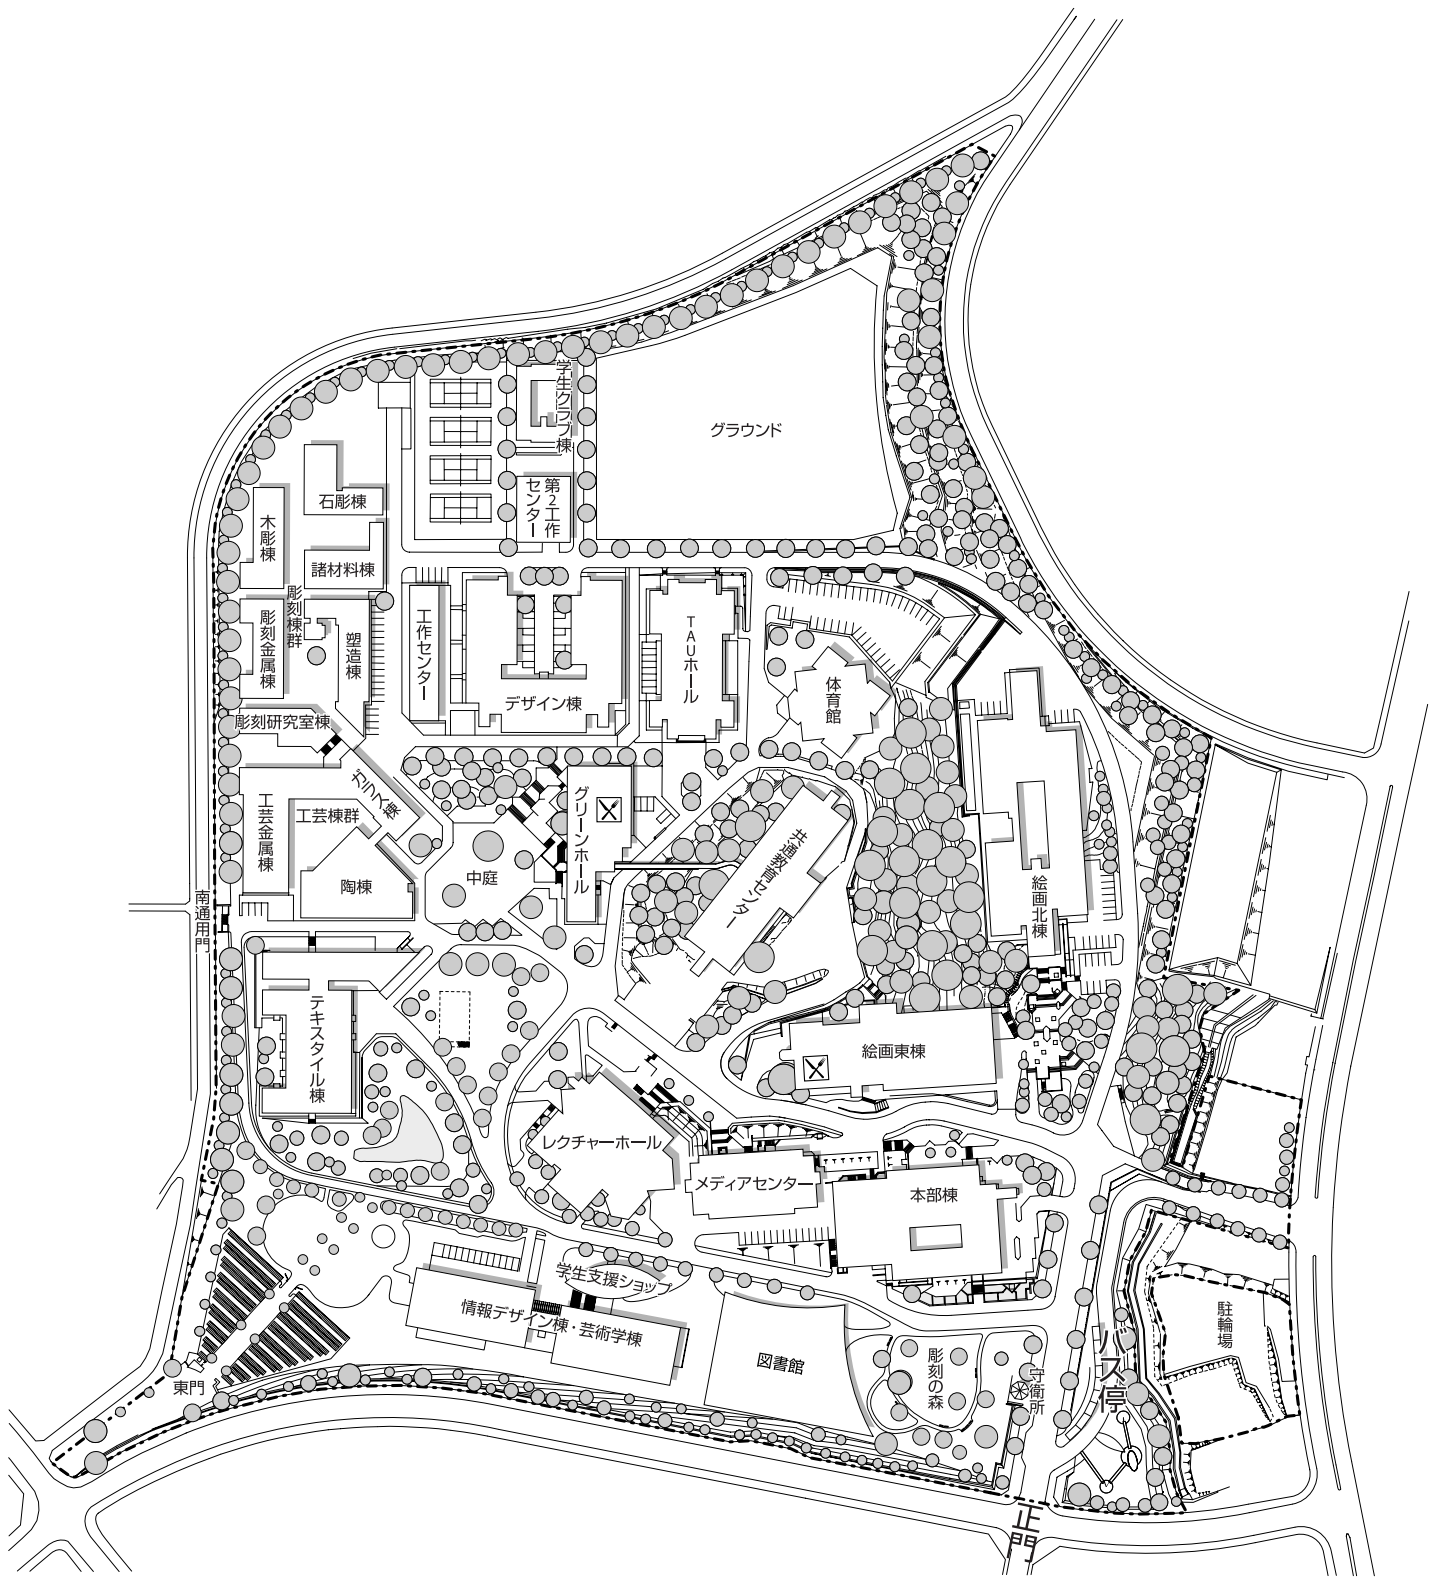 学生クラブ棟
グラウンド
第2工作
センター
石彫棟
木彫棟
諸材料棟
彫刻棟群
彫刻金属棟
塑造棟
工作センター
デザイン棟
TAUホール
体育館
彫刻研究室棟
ガラス棟
工芸金属棟
工芸棟群
グリーンホール
共通教育センター
中庭
陶棟
絵画北棟
南通用門
テキスタイル棟
絵画東棟
レクチャーホール
メディアセンター
本部棟
学生支援ショップ
情報デザイン棟・芸術学棟
図書館
彫刻の森
守衛所
バス停
駐輪場
東門
正門